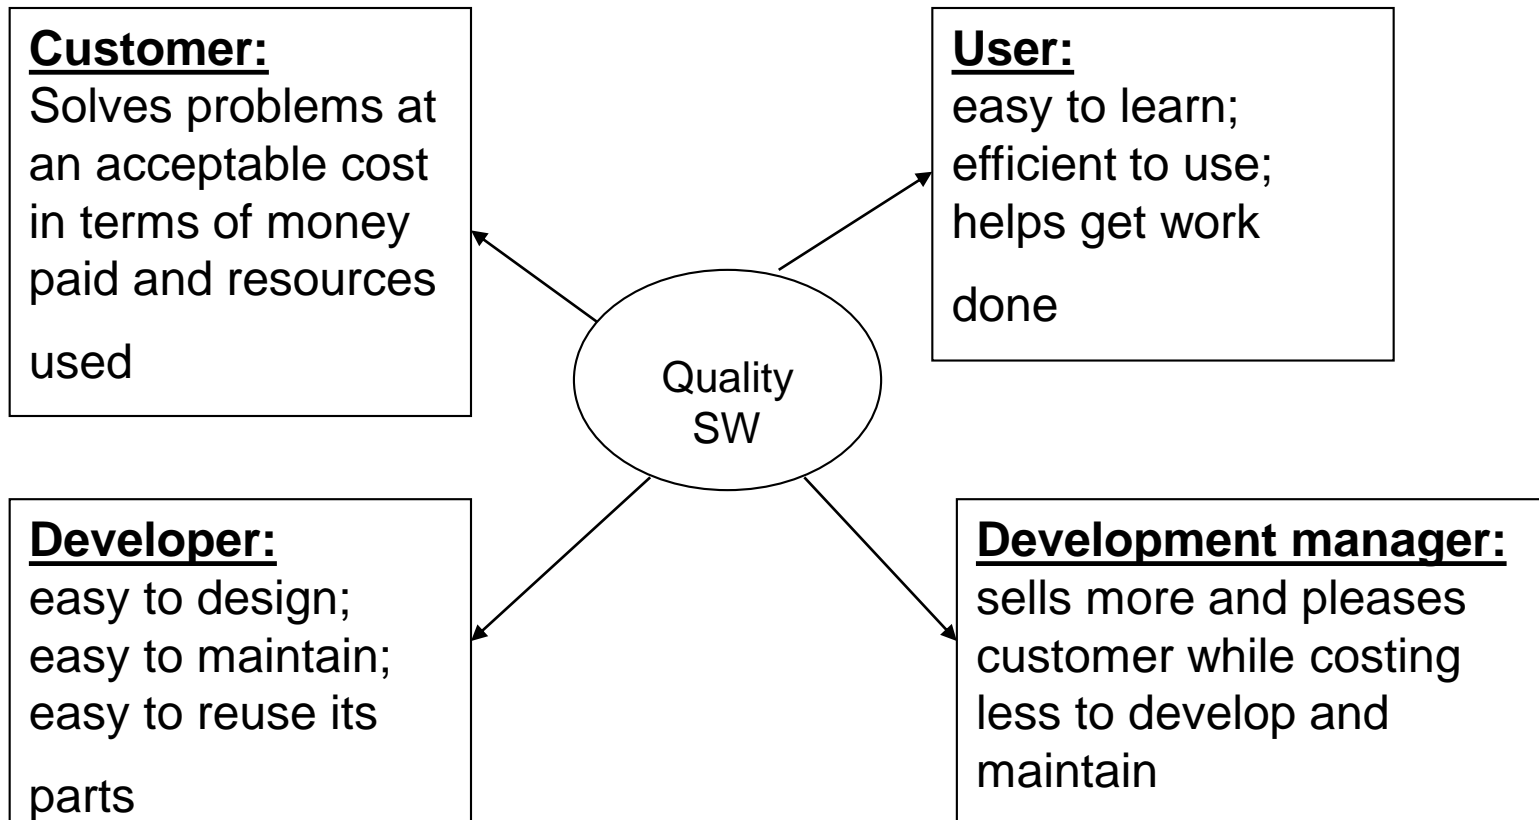 Customer:
Solves problems at
an acceptable cost
in terms of money
paid and resources
used
User:
easy to learn;
efficient to use;
helps get work
done
Quality
SW
Developer:
easy to design;
easy to maintain;
easy to reuse its
parts
Development manager:
sells more and pleases
customer while costing
less to develop and
maintain